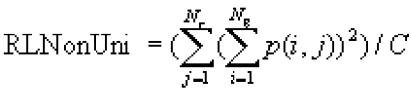 RLNonUni = (∑_{j=1}^{N_r} (∑_{i=1}^{N_g} p(i, j))^2) / C